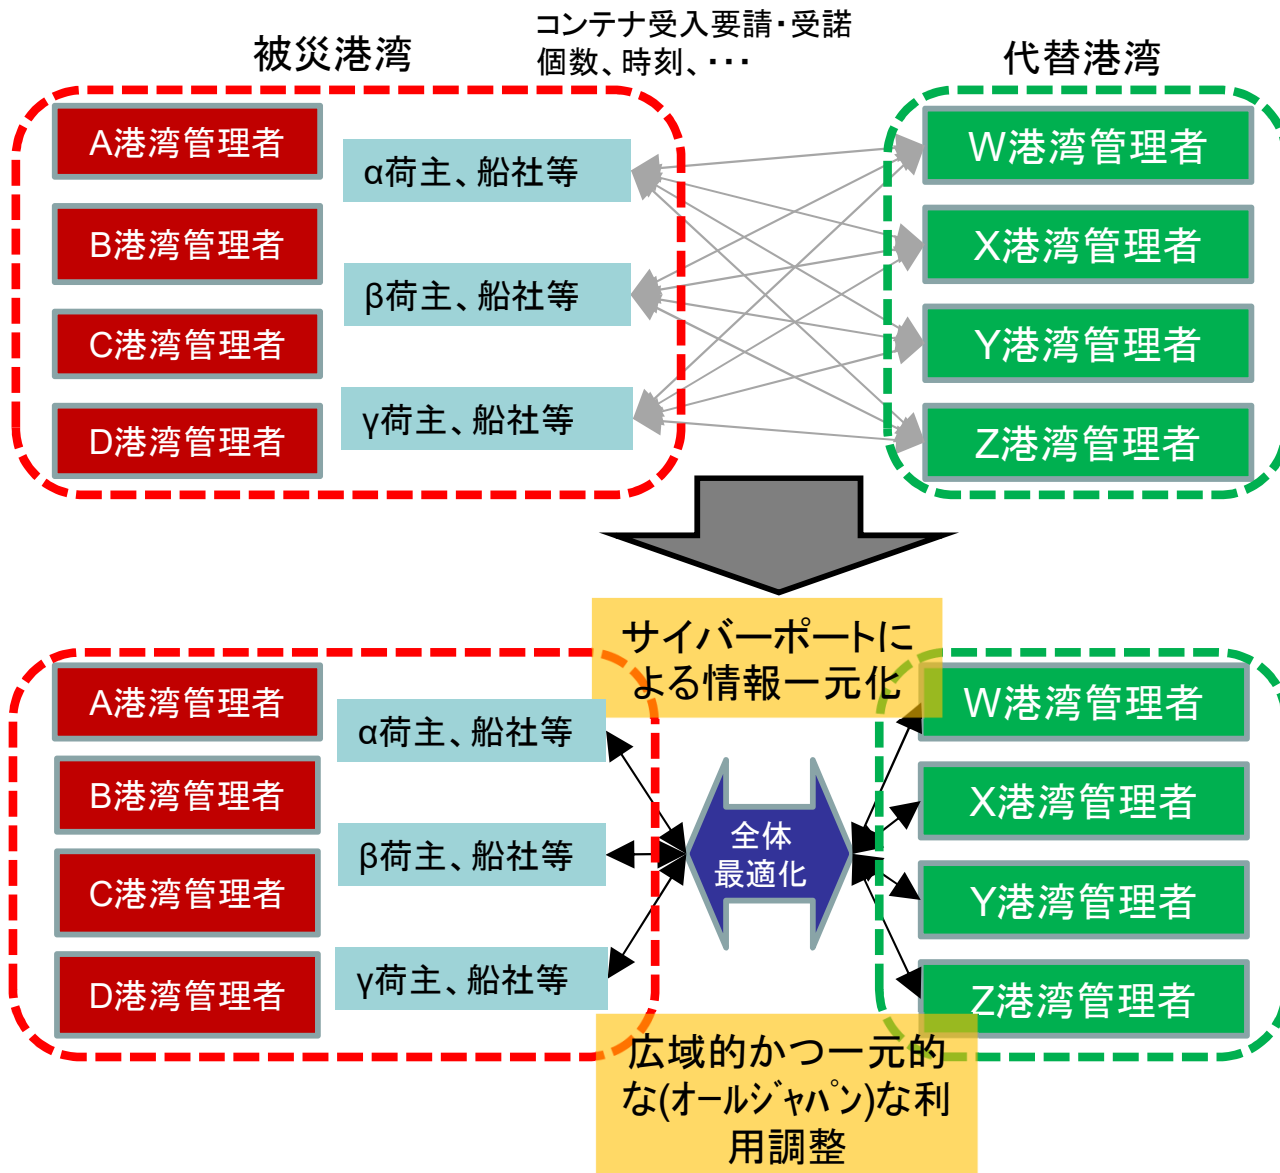 コンテナ受入要請・受諾
個数、時刻、・・・
被災港湾
代替港湾
A港湾管理者
B港湾管理者
C港湾管理者
D港湾管理者
α荷主、船社等
β荷主、船社等
γ荷主、船社等
W港湾管理者
X港湾管理者
Y港湾管理者
Z港湾管理者
サイバーポートに
よる情報一元化
A港湾管理者
B港湾管理者
C港湾管理者
D港湾管理者
α荷主、船社等
β荷主、船社等
γ荷主、船社等
全体
最適化
W港湾管理者
X港湾管理者
Y港湾管理者
Z港湾管理者
広域的かつ一元的
な(ｵｰﾙｼﾞｬﾊﾟﾝ)な利
用調整